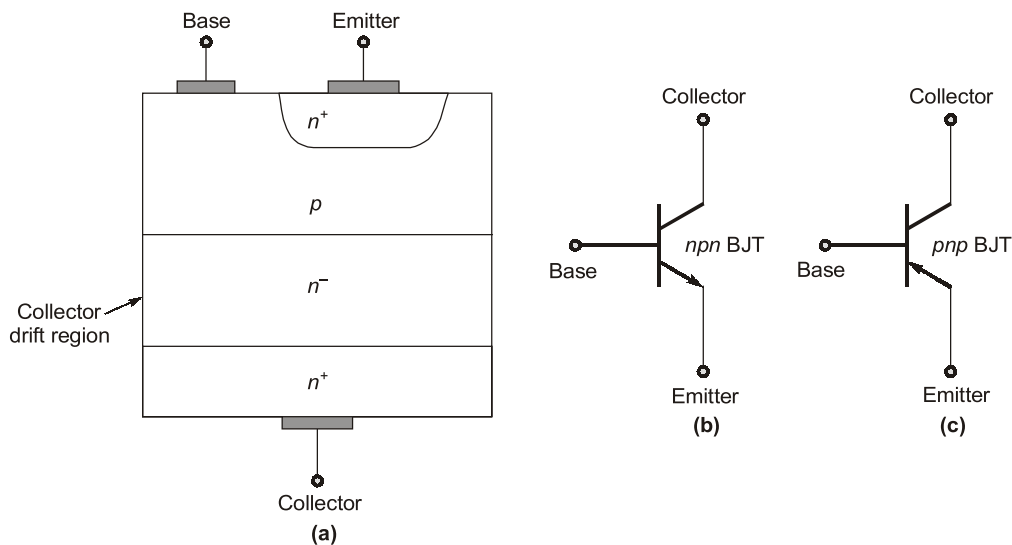 Base
Emitter
n+
p
n–
Collector
drift region
n+
Collector
(a)
Collector
npn BJT
Base
Emitter
(b)
Collector
pnp BJT
Base
Emitter
(c)